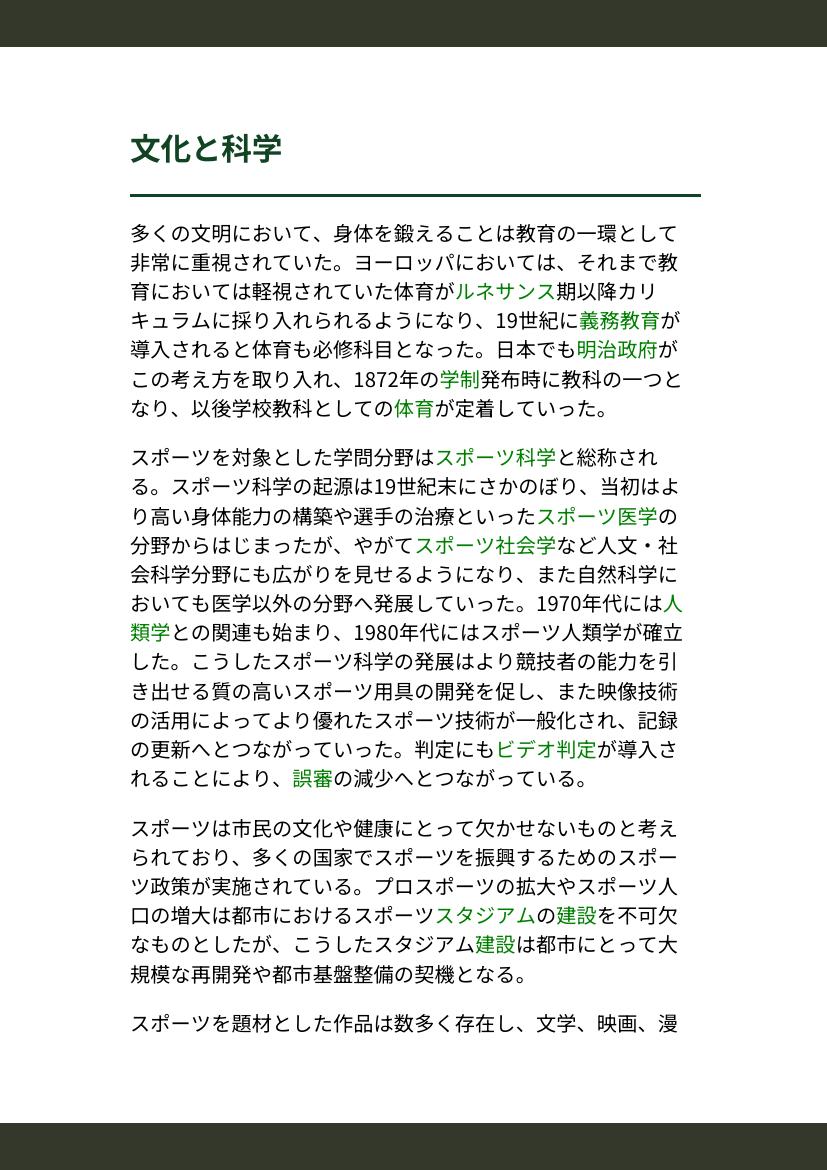 文化と科学
多くの文明において、身体を鍛えることは教育の一環として
非常に重視されていた。ヨーロッパにおいては、それまで教
育においては軽視されていた体育がルネサンス期以降カリ
キュラムに採り入れられるようになり、19世紀に義務教育が
導入されると体育も必修科目となった。日本でも明治政府が
この考え方を取り入れ、1872年の学制発布時に教科の一つと
なり、以後学校教科としての体育が定着していった。
スポーツを対象とした学問分野はスポーツ科学と総称され
る。スポーツ科学の起源は19世紀末にさかのぼり、当初はよ
り高い身体能力の構築や選手の治療といったスポーツ医学の
分野からはじまったが、やがてスポーツ社会学など人文・社
会科学分野にも広がりを見せるようになり、また自然科学に
おいても医学以外の分野へ発展していった。1970年代には人
類学との関連も始まり、1980年代にはスポーツ人類学が確立
した。こうしたスポーツ科学の発展はより競技者の能力を引
き出せる質の高いスポーツ用具の開発を促し、また映像技術
の活用によってより優れたスポーツ技術が一般化され、記録
の更新へとつながっていった。判定にもビデオ判定が導入さ
れることにより、誤審の減少へとつながっている。
スポーツは市民の文化や健康にとって欠かせないものと考え
られており、多くの国家でスポーツを振興するためのスポー
ツ政策が実施されている。プロスポーツの拡大やスポーツ人
口の増大は都市におけるスポーツスタジアムの建設を不可欠
なものとしたが、こうしたスタジアム建設は都市にとって大
規模な再開発や都市基盤整備の契機となる。
スポーツを題材とした作品は数多く存在し、文学、映画、漫